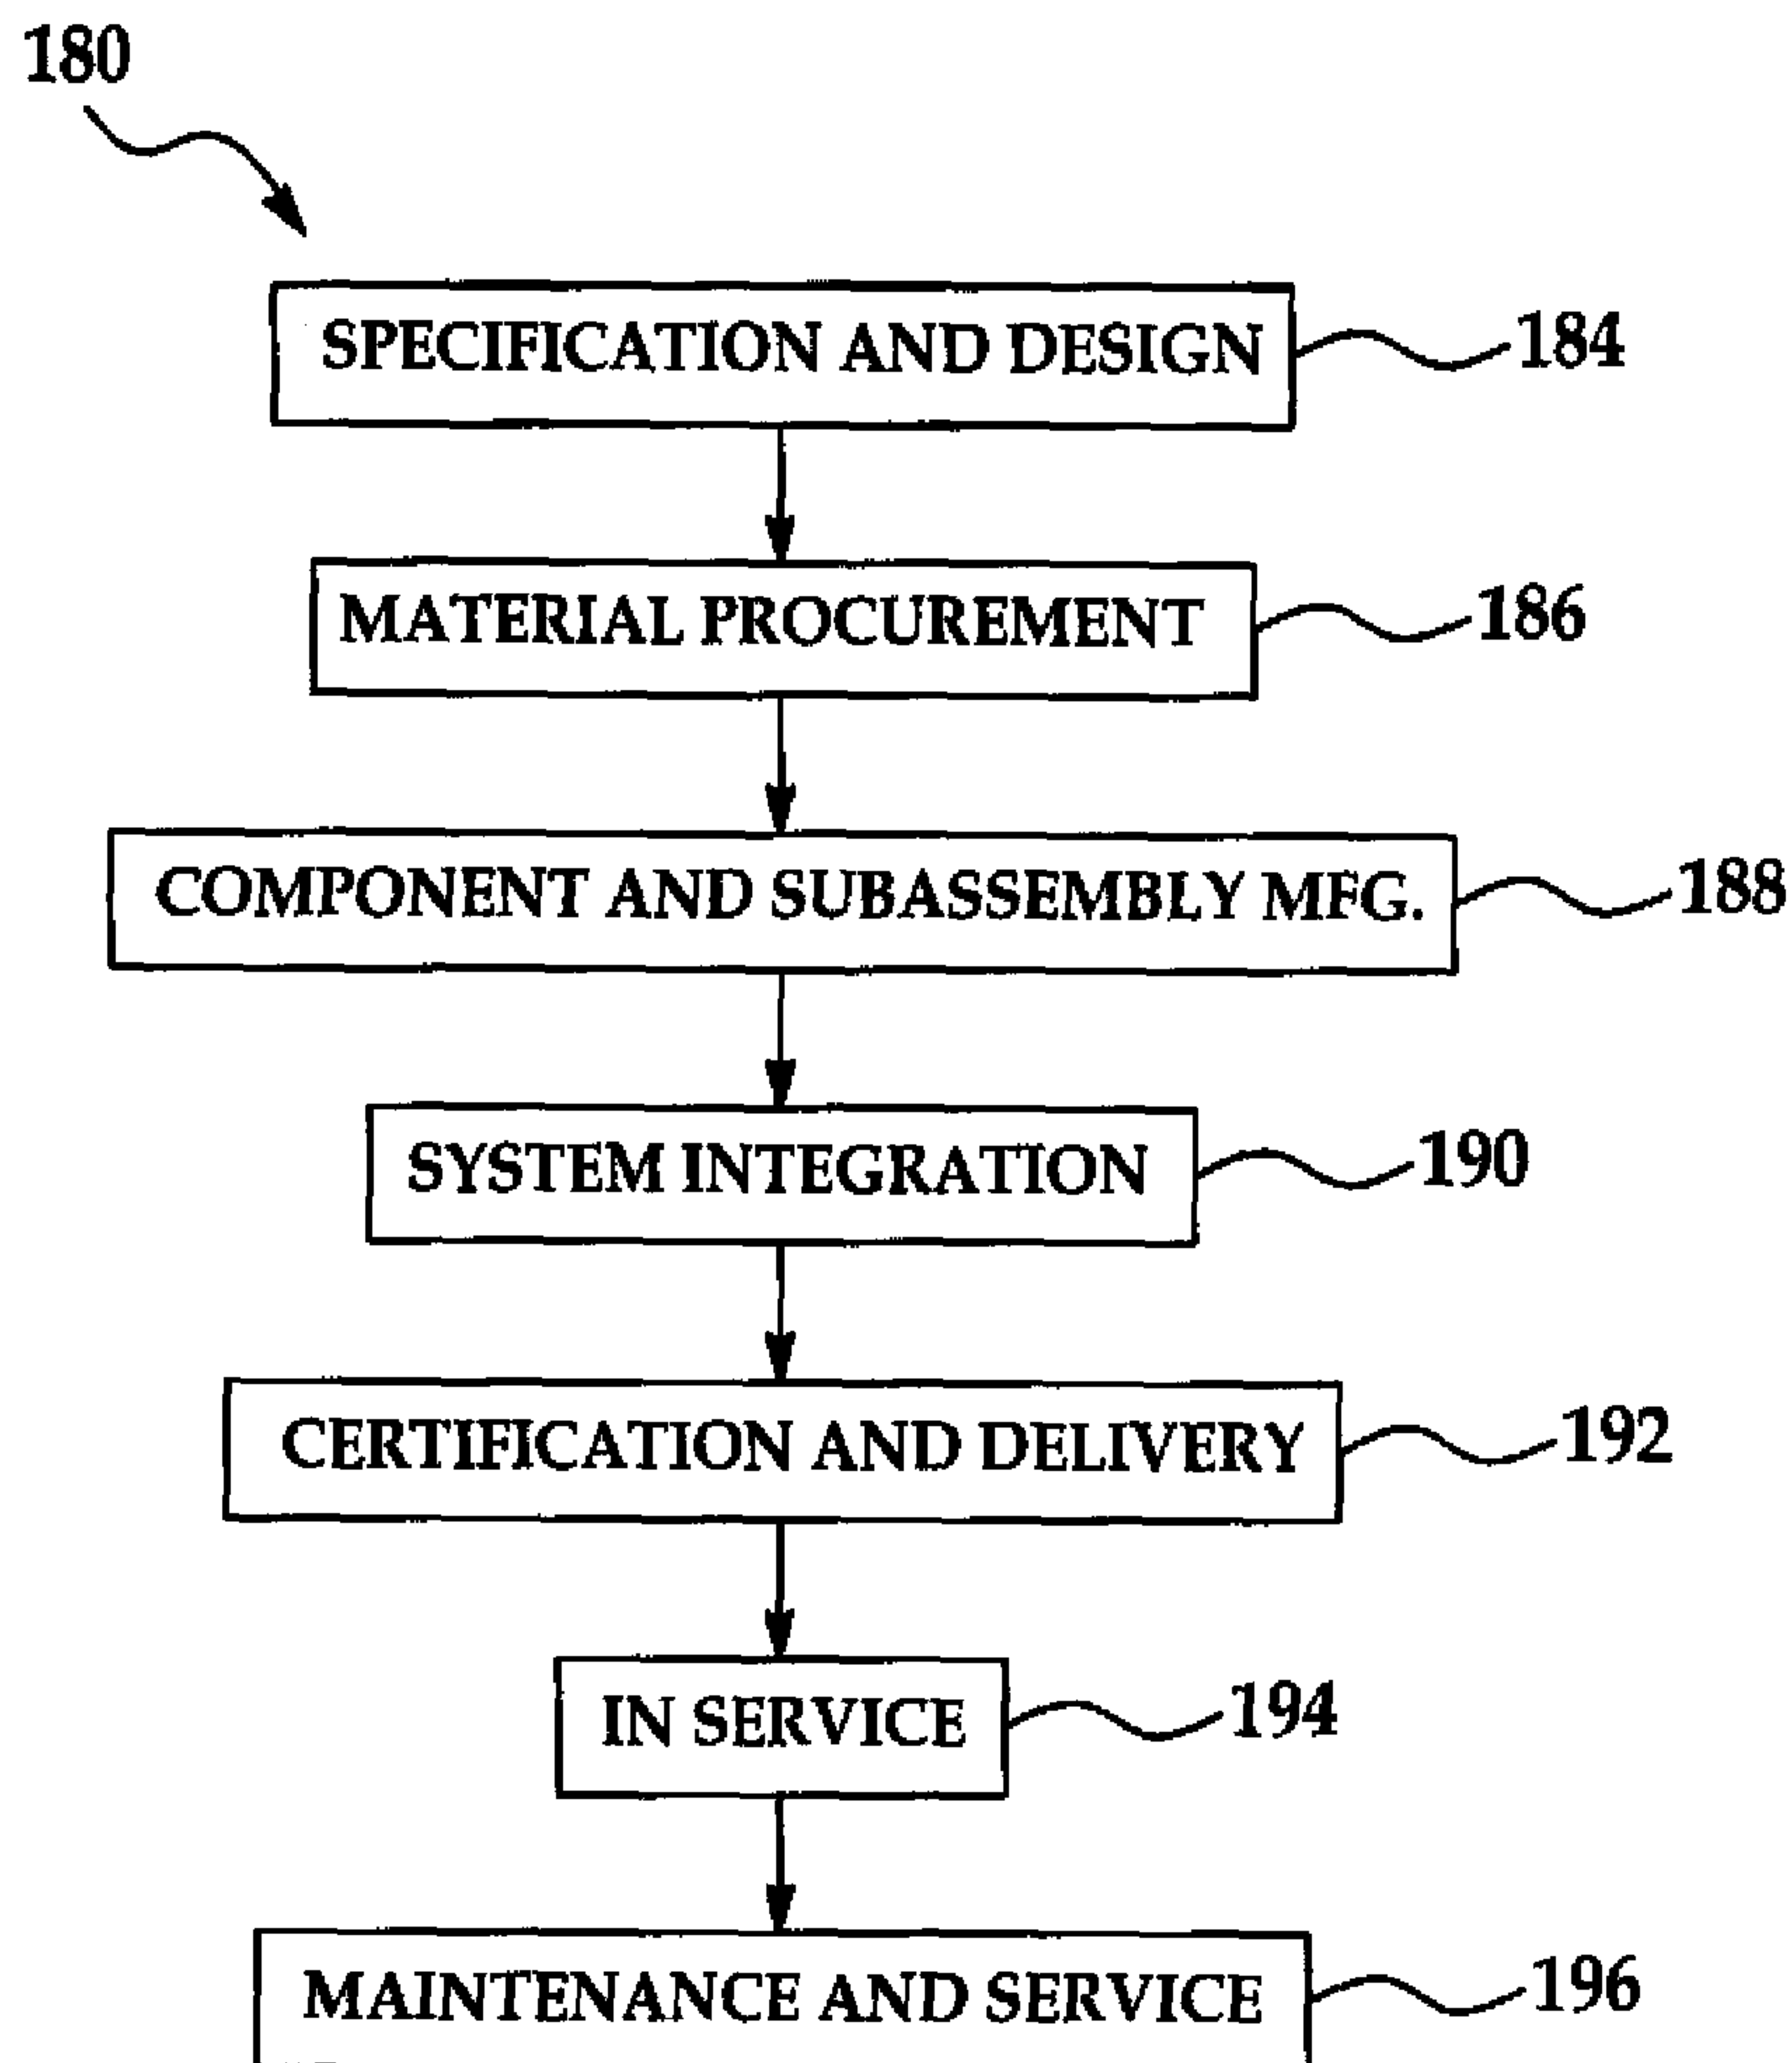 180
SPECIFICATION AND DESIGN 184
MATERIAL PROCUREMENT 186
COMPONENT AND SUBASSEMBLY MFG. 188
SYSTEM INTEGRATION 190
CERTIFICATION AND DELIVERY 192
IN SERVICE 194
MAINTENANCE AND SERVICE 196